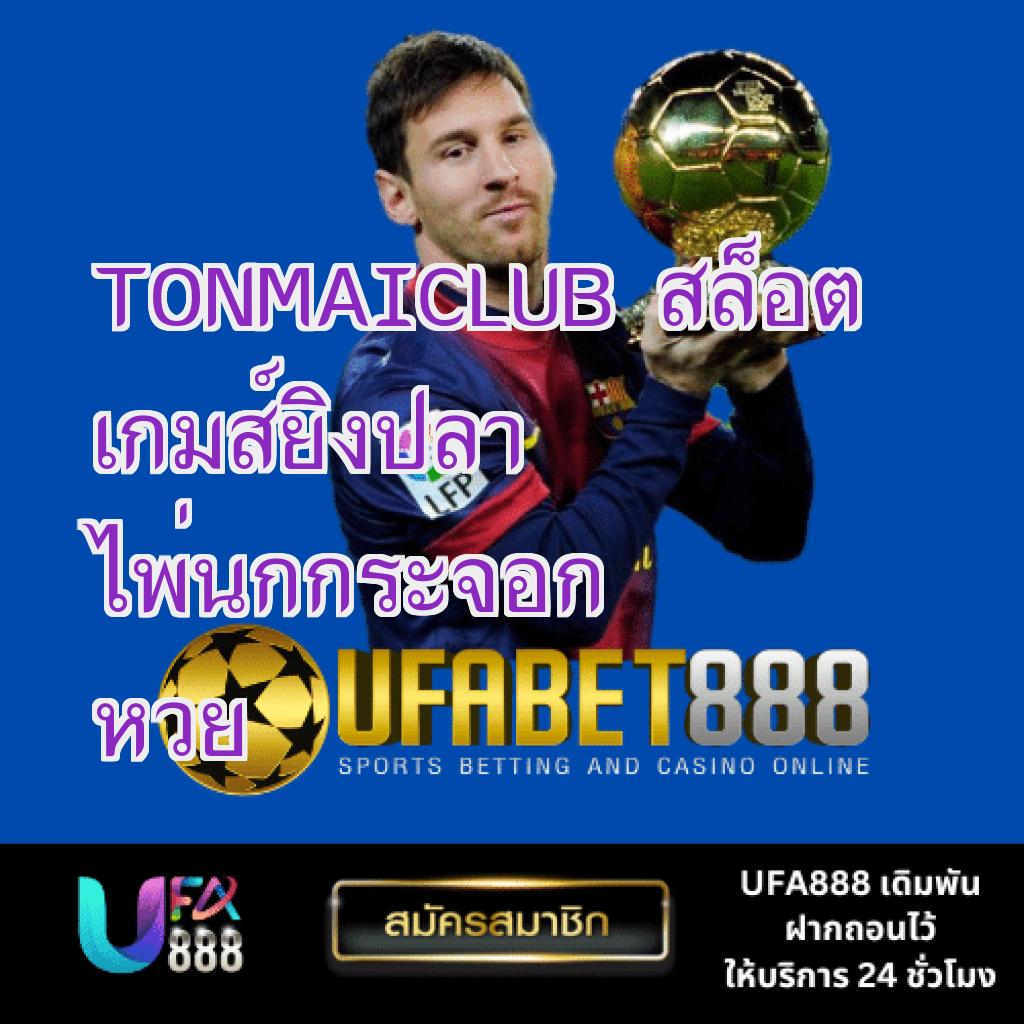 TONMAICLUB สล็อต
เกมส์ยิงปลา
ไพ่นกกระจอก
หวย
LFP
UFABET888
SPORTS BETTING AND CASINO ONLINE
UFA
888
สมัครสมาชิก
UFA888 เดิมพัน
ฝากถอนไว้
ให้บริการ 24 ชั่วโมง